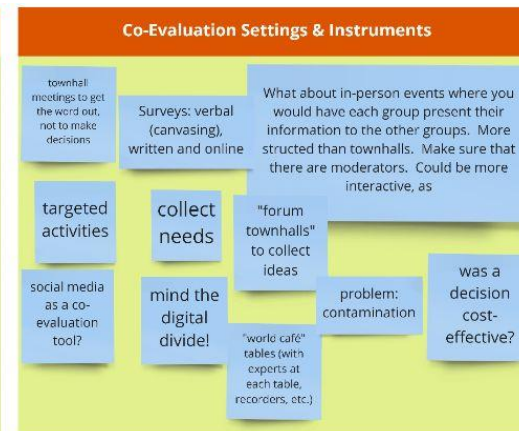 Co-Evaluation Settings & Instruments
townhall
meetings to get
the word out,
not to make
decisions
Surveys: verbal
(canvasing),
written and online
What about in-person events where you
would have each group present their
information to the other groups. More
structed than townhalls. Make sure that
there are moderators. Could be more
interactive, as
targeted
activities
collect
needs
"forum
townhalls"
to collect
ideas
social media
as a co-
evaluation
tool?
mind the
digital
divide!
"world café"
tables (with
experts at
each table,
recorders, etc.)
problem:
contamination
was a
decision
cost-
effective?